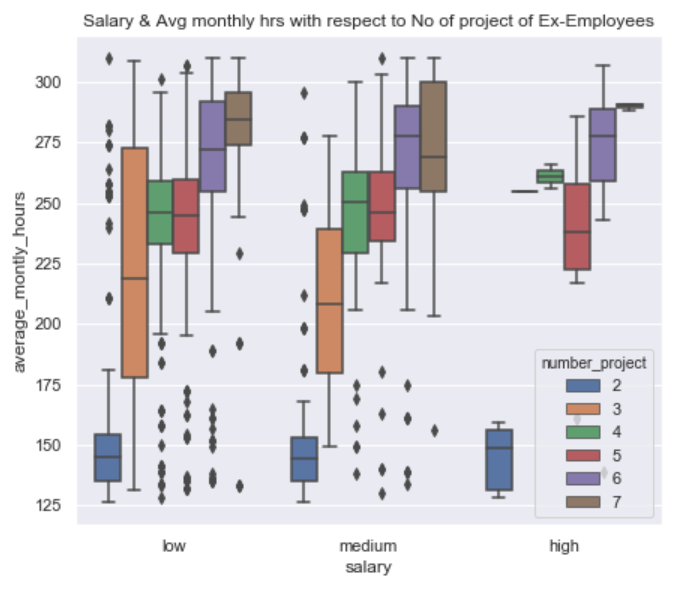 Salary & Avg monthly hrs with respect to No of project of Ex-Employees
300
275
250
225
200
175
150
125
average_montly_hours
number_project
2
3
4
5
6
7
low medium high
salary